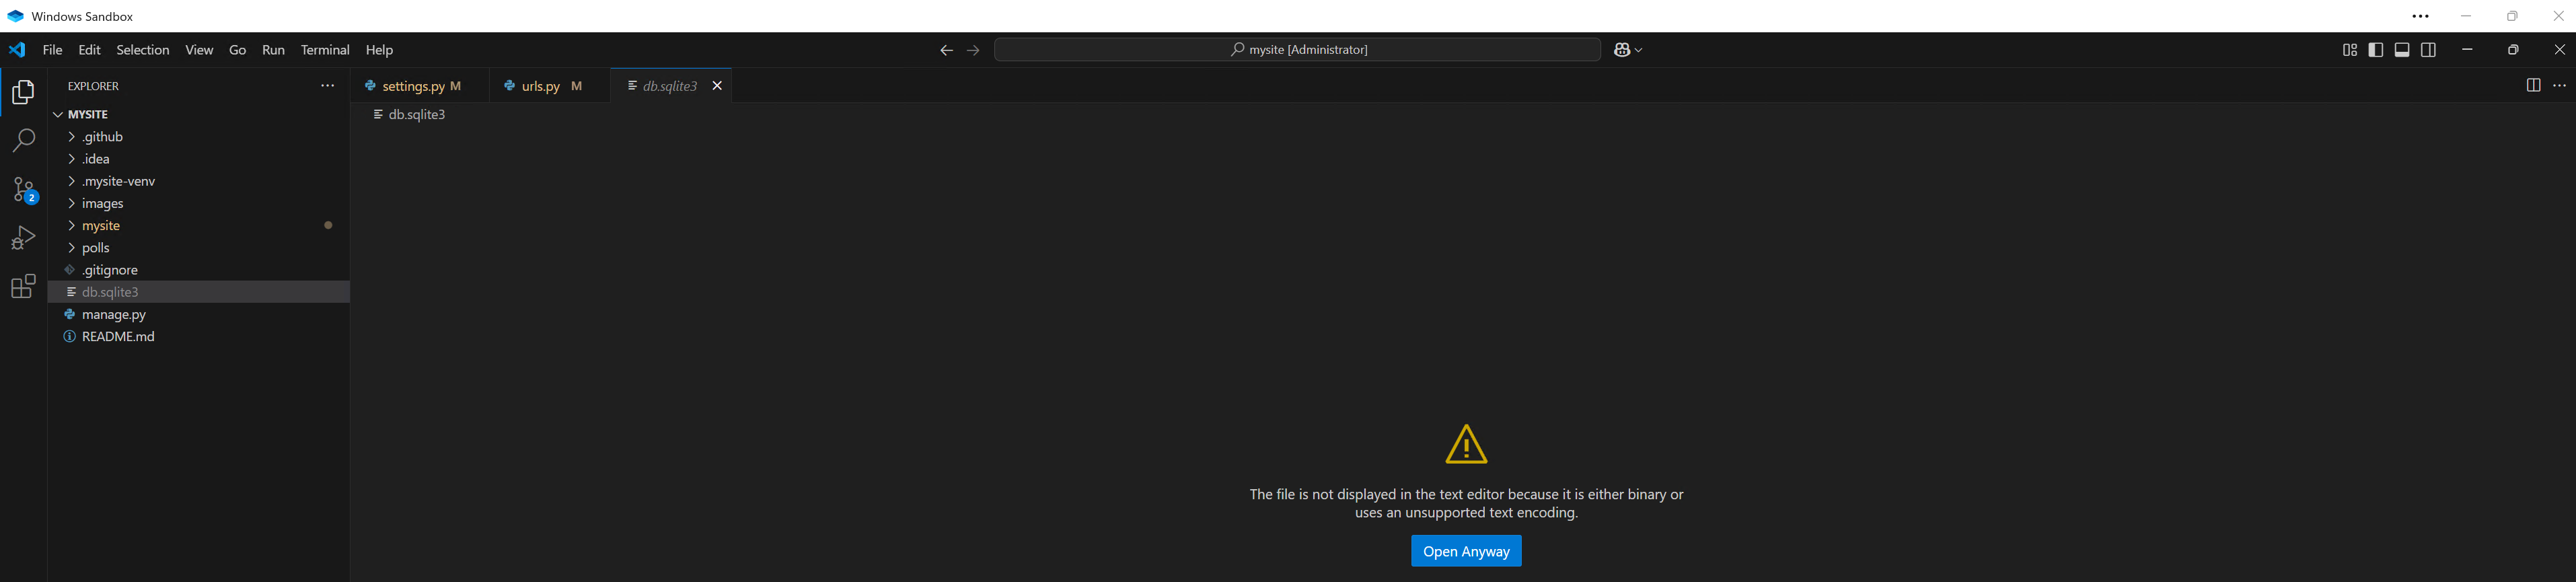 Windows Sandbox
File Edit Selection View Go Run Terminal Help
mysite [Administrator]
EXPLORER
settings.py M
urls.py M
db.sqlite3
MYSITE
db.sqlite3
.github
.idea
.mysite-venv
2
images
mysite
polls
.gitignore
db.sqlite3
manage.py
README.md
The file is not displayed in the text editor because it is either binary or
uses an unsupported text encoding.
Open Anyway